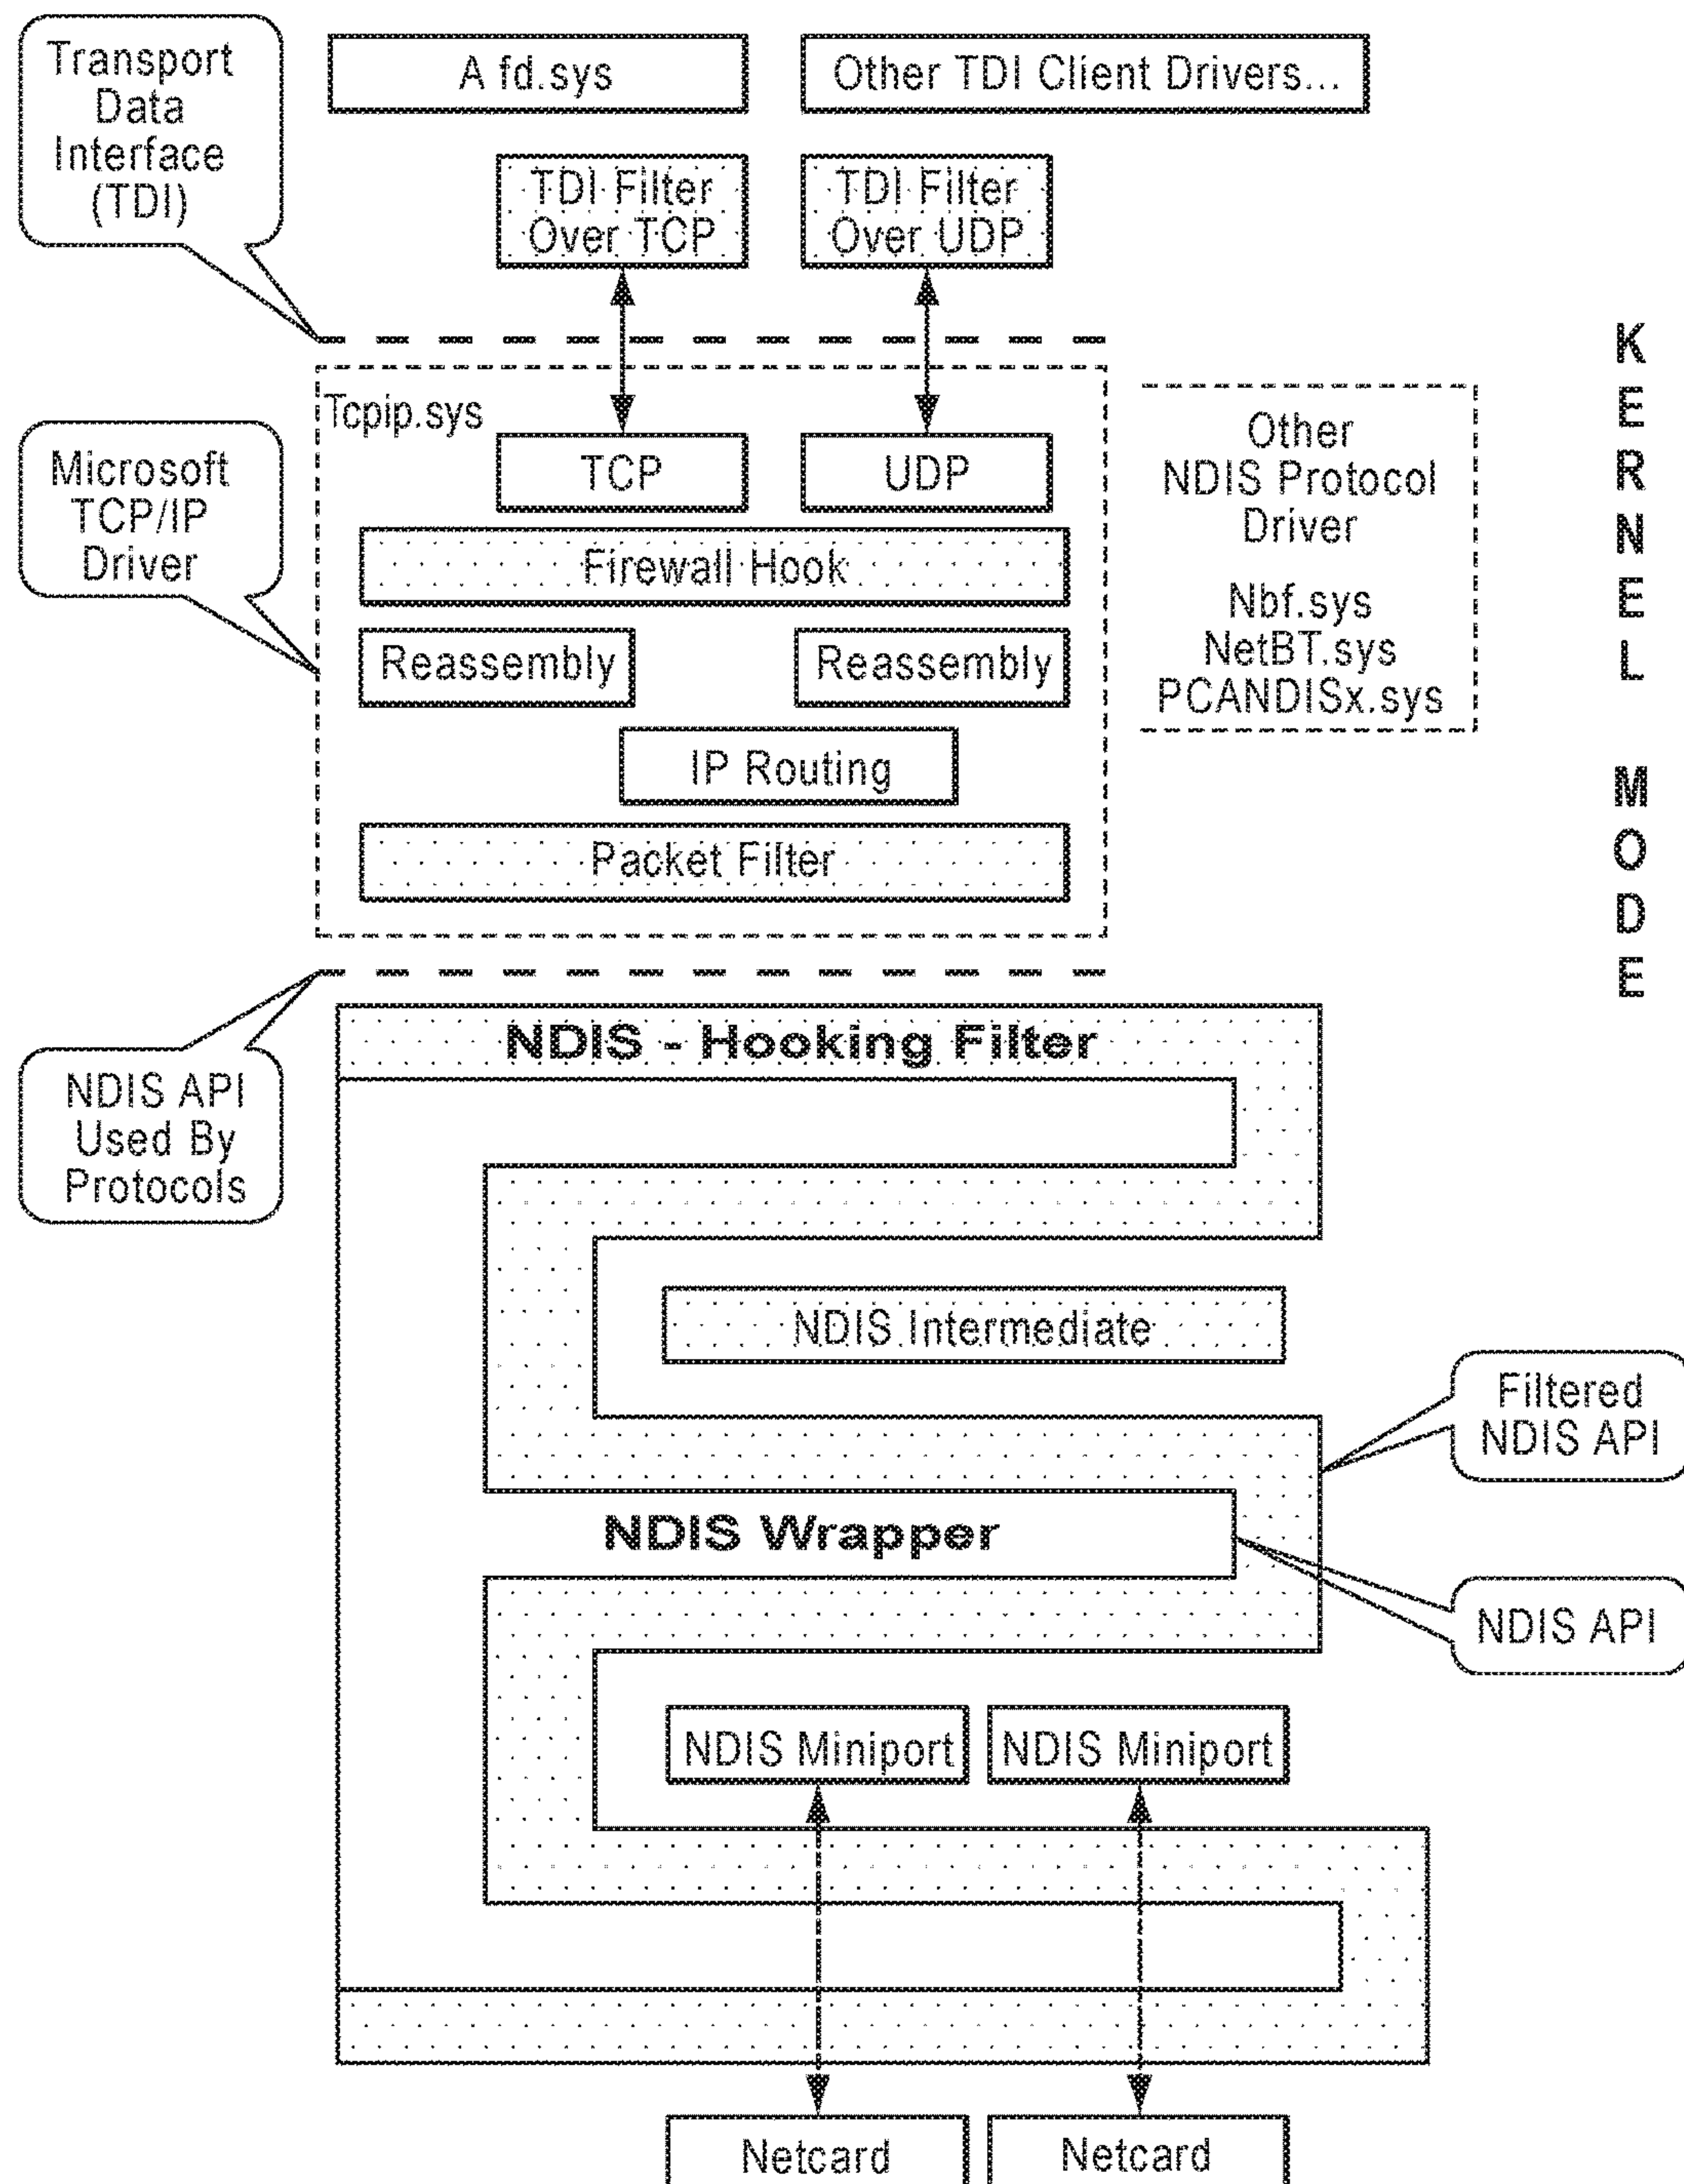 Transport
Data
Interface
(TDI)
A fd.sys
Other TDI Client Drivers...
TDI Filter
Over TCP
TDI Filter
Over UDP
Tcpip.sys
Microsoft
TCP/IP
Driver
TCP
UDP
Firewall Hook
Reassembly
Reassembly
IP Routing
Packet Filter
Other
NDIS Protocol
Driver
Nbf.sys
NetBT.sys
PCANDISx.sys
KERNEL MODE
NDIS API
Used By
Protocols
NDIS - Hooking Filter
NDIS Intermediate
Filtered
NDIS API
NDIS Wrapper
NDIS API
NDIS Miniport
NDIS Miniport
Netcard
Netcard